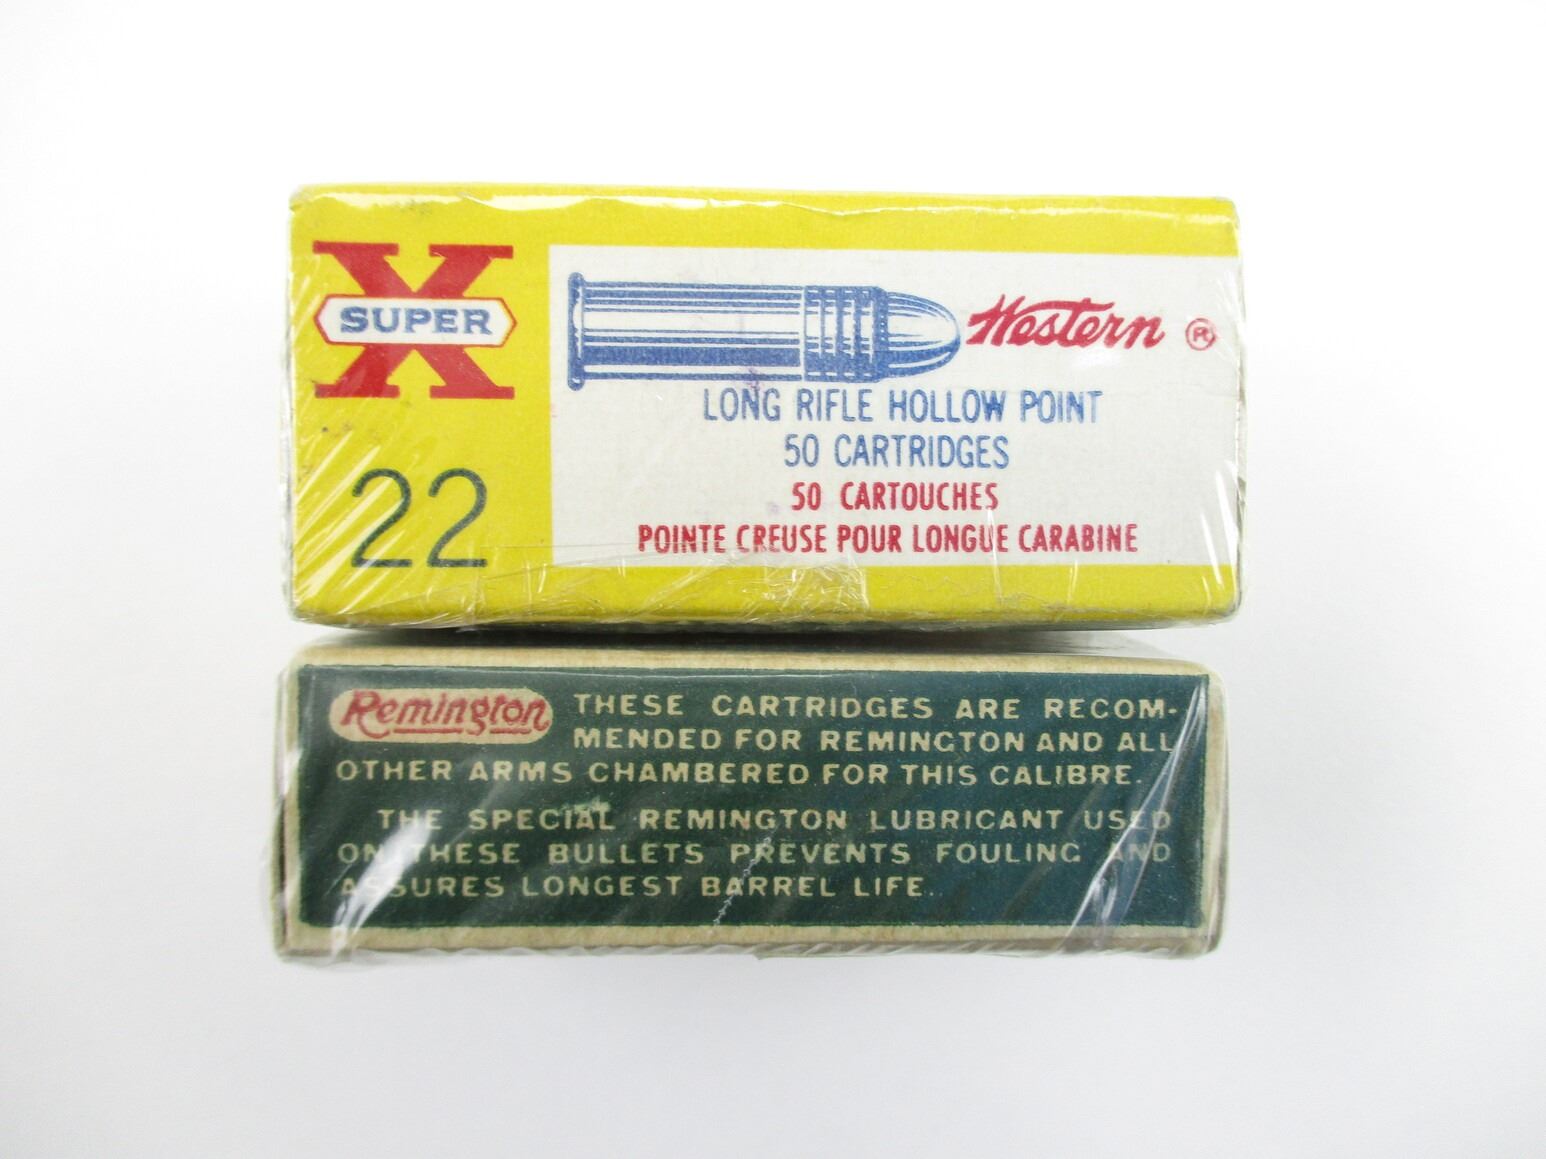 X
SUPER
22
Western ®
LONG RIFLE HOLLOW POINT
50 CARTRIDGES
50 CARTOUCHES
POINTE CREUSE POUR LONGUE CARABINE
Remington THESE CARTRIDGES ARE RECOM-
MENDED FOR REMINGTON AND ALL
OTHER ARMS CHAMBERED FOR THIS CALIBRE.
THE SPECIAL REMINGTON LUBRICANT USED
ON THESE BULLETS PREVENTS FOULING AND
ASSURES LONGEST BARREL LIFE.